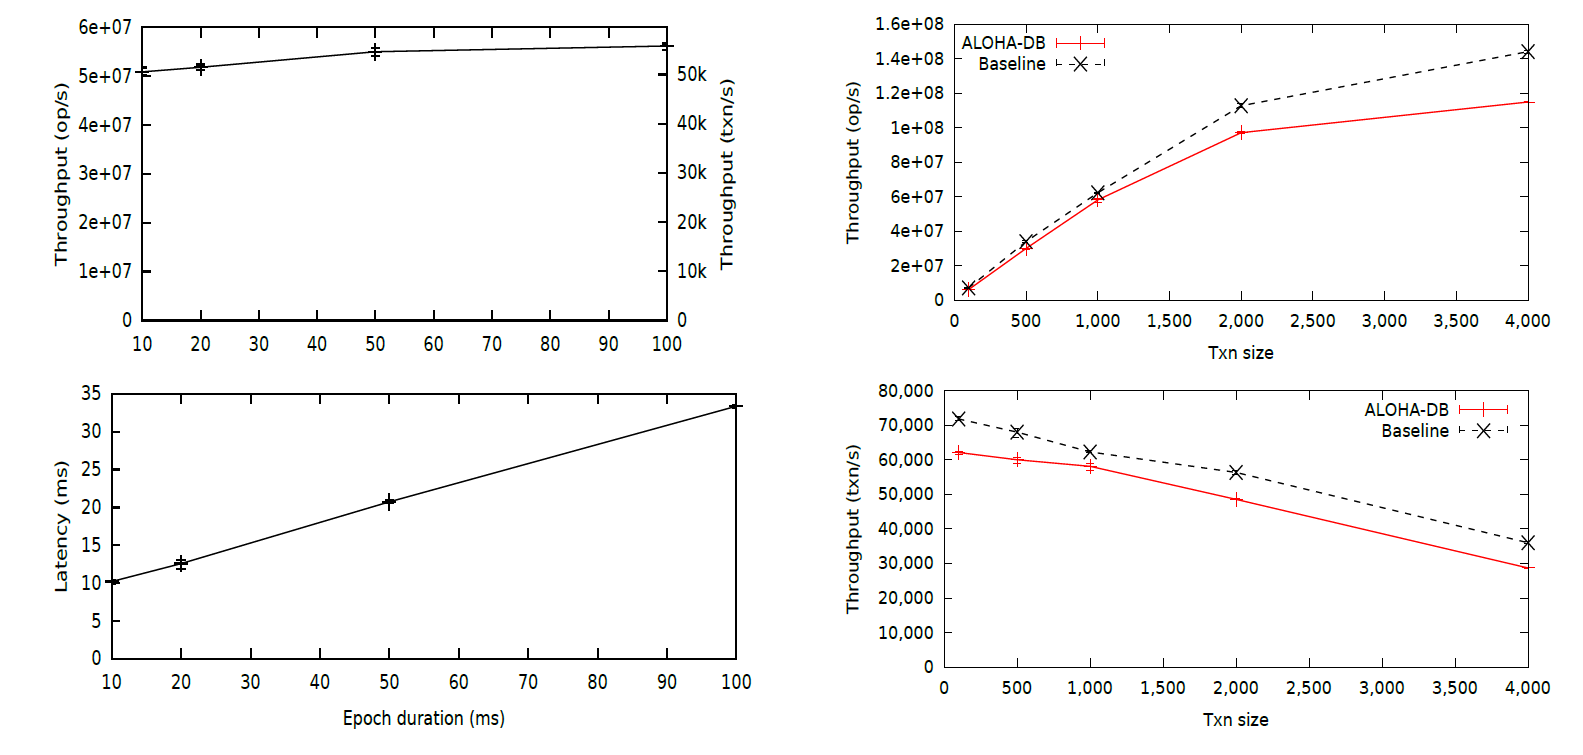 6e+07
5e+07
4e+07
3e+07
2e+07
1e+07
0
Throughput (op/s)
50k
40k
30k
20k
10k
0
Throughput (txn/s)
10 20 30 40 50 60 70 80 90 100
1.6e+08
1.4e+08
1.2e+08
1e+08
8e+07
6e+07
4e+07
2e+07
0
Throughput (op/s)
ALOHA-DB
Baseline
0 500 1,000 1,500 2,000 2,500 3,000 3,500 4,000
Txn size
35
30
25
20
15
10
5
0
Latency (ms)
10 20 30 40 50 60 70 80 90 100
Epoch duration (ms)
80,000
70,000
60,000
50,000
40,000
30,000
20,000
10,000
0
Throughput (txn/s)
ALOHA-DB
Baseline
0 500 1,000 1,500 2,000 2,500 3,000 3,500 4,000
Txn size